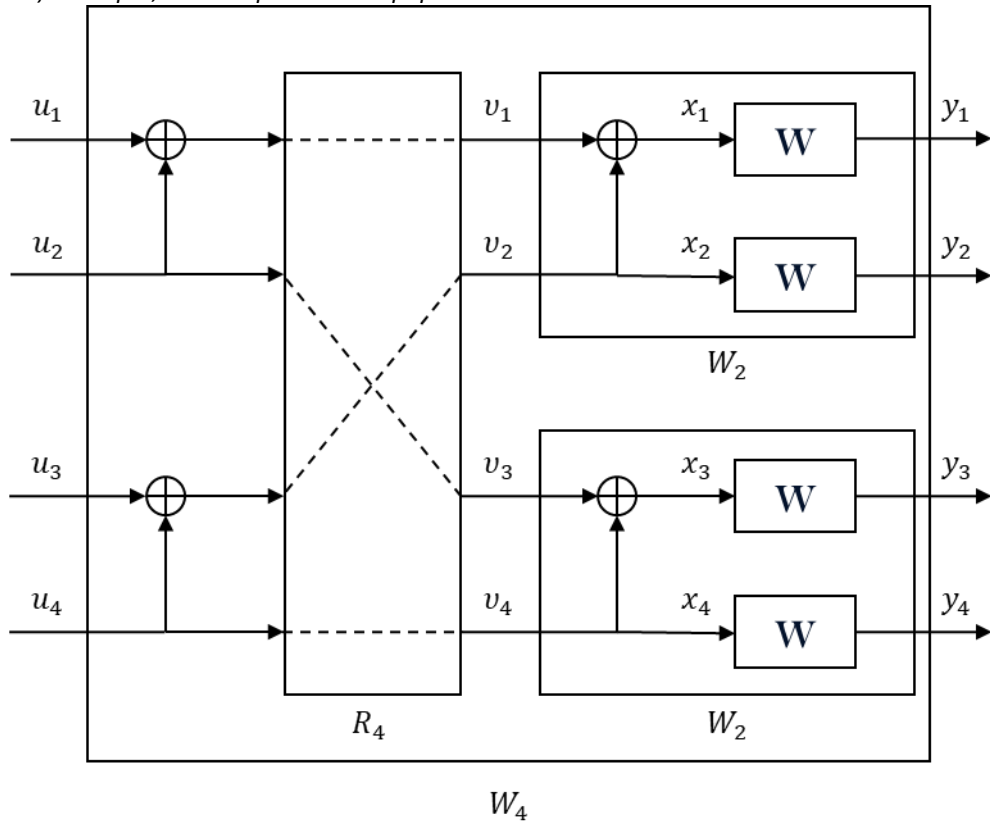 u₁ v₁ x₁ W y₁
u₂ v₂ x₂ W y₂
W₂
u₃ v₃ x₃ W y₃
u₄ v₄ x₄ W y₄
R₄ W₂
W₄